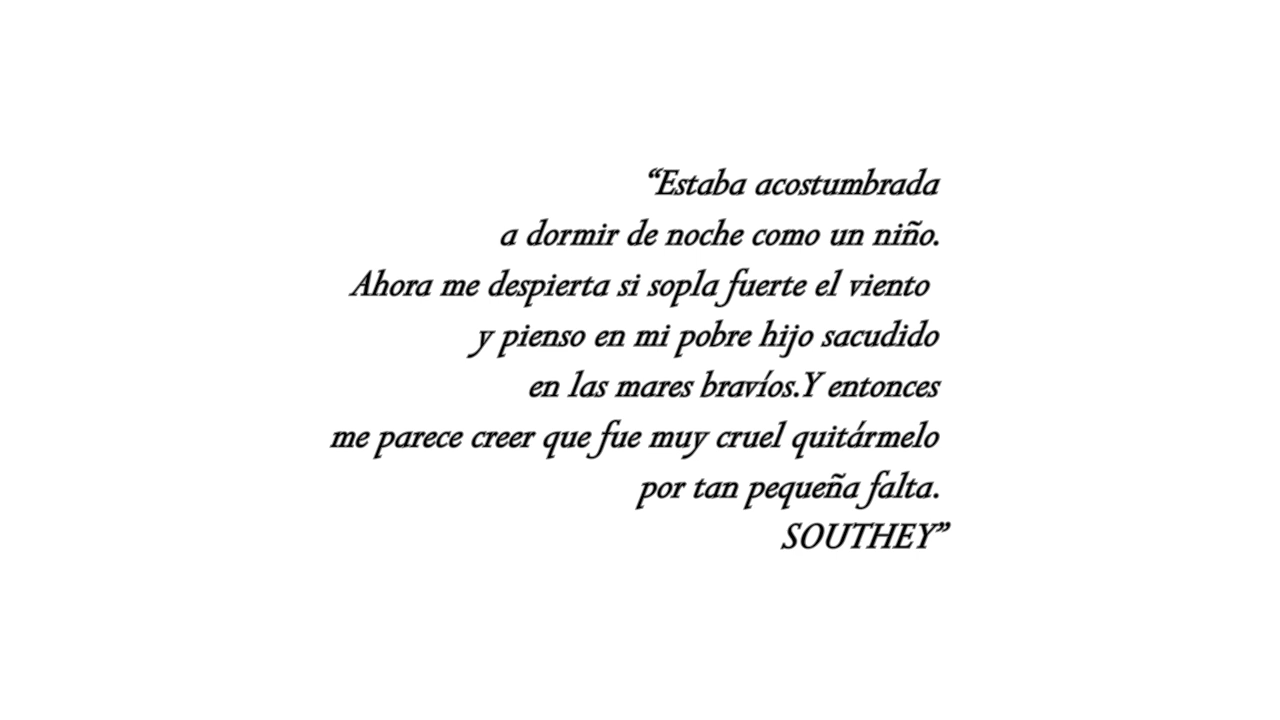 “Estaba acostumbrada
a dormir de noche como un niño.
Ahora me despierta si sopla fuerte el viento
y pienso en mi pobre hijo sacudido
en las mares bravíos.Y entonces
me parece creer que fue muy cruel quitármelo
por tan pequeña falta.
SOUTHEY”